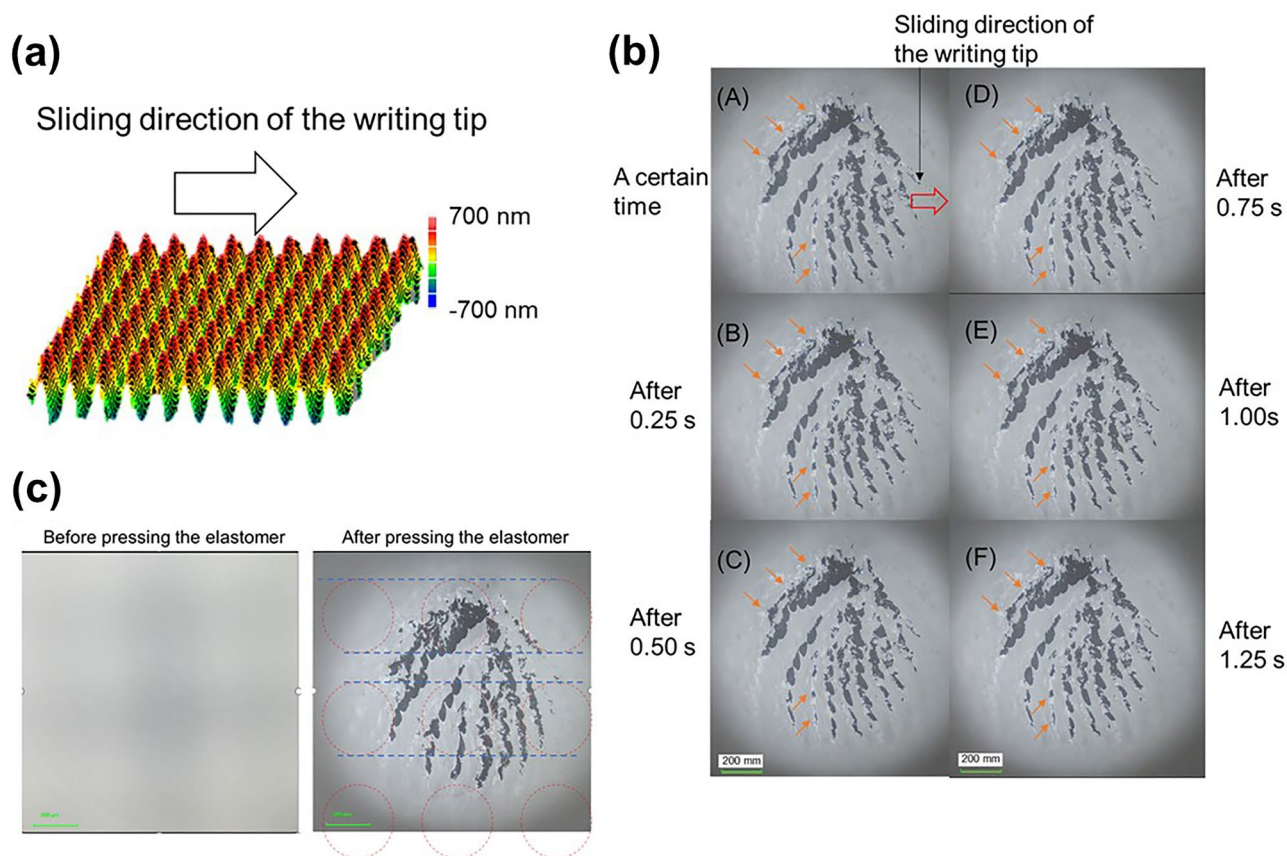 (a)
Sliding direction of the writing tip
700 nm
-700 nm
(b)
Sliding direction of
the writing tip
(A)
(D)
A certain
time
After
0.75 s
(B)
(E)
After
0.25 s
After
1.00s
(C)
(F)
After
0.50 s
After
1.25 s
200 mm
200 mm
(c)
Before pressing the elastomer
After pressing the elastomer